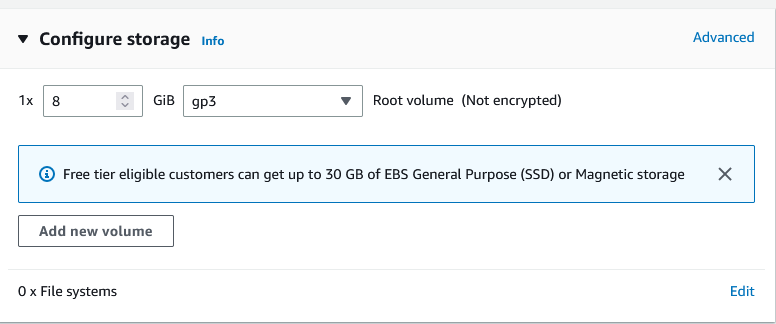 Configure storage Info Advanced
1x 8 GiB gp3 Root volume (Not encrypted)
Free tier eligible customers can get up to 30 GB of EBS General Purpose (SSD) or Magnetic storage
Add new volume
0 x File systems Edit